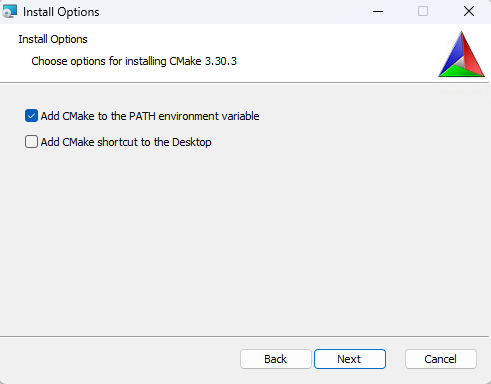 Install Options
Install Options
Choose options for installing CMake 3.30.3
Add CMake to the PATH environment variable
Add CMake shortcut to the Desktop
Back
Next
Cancel